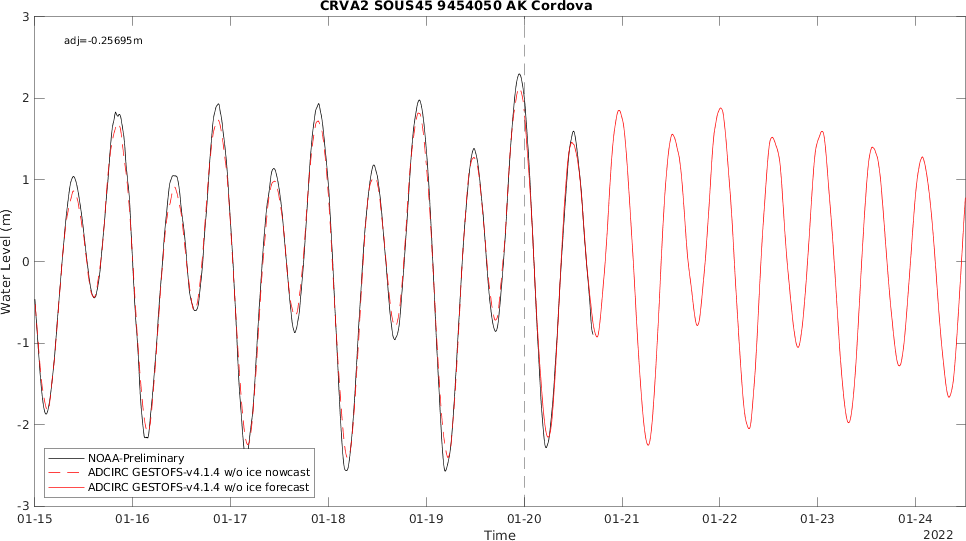 CRVA2 SOUS45 9454050 AK Cordova
adj=-0.25695m
3
2
1
0
-1
-2
-3
Water Level (m)
NOAA-Preliminary
ADCIRC GESTOFS-v4.1.4 w/o ice nowcast
ADCIRC GESTOFS-v4.1.4 w/o ice forecast
01-15 01-16 01-17 01-18 01-19 01-20 01-21 01-22 01-23 01-24
Time
2022